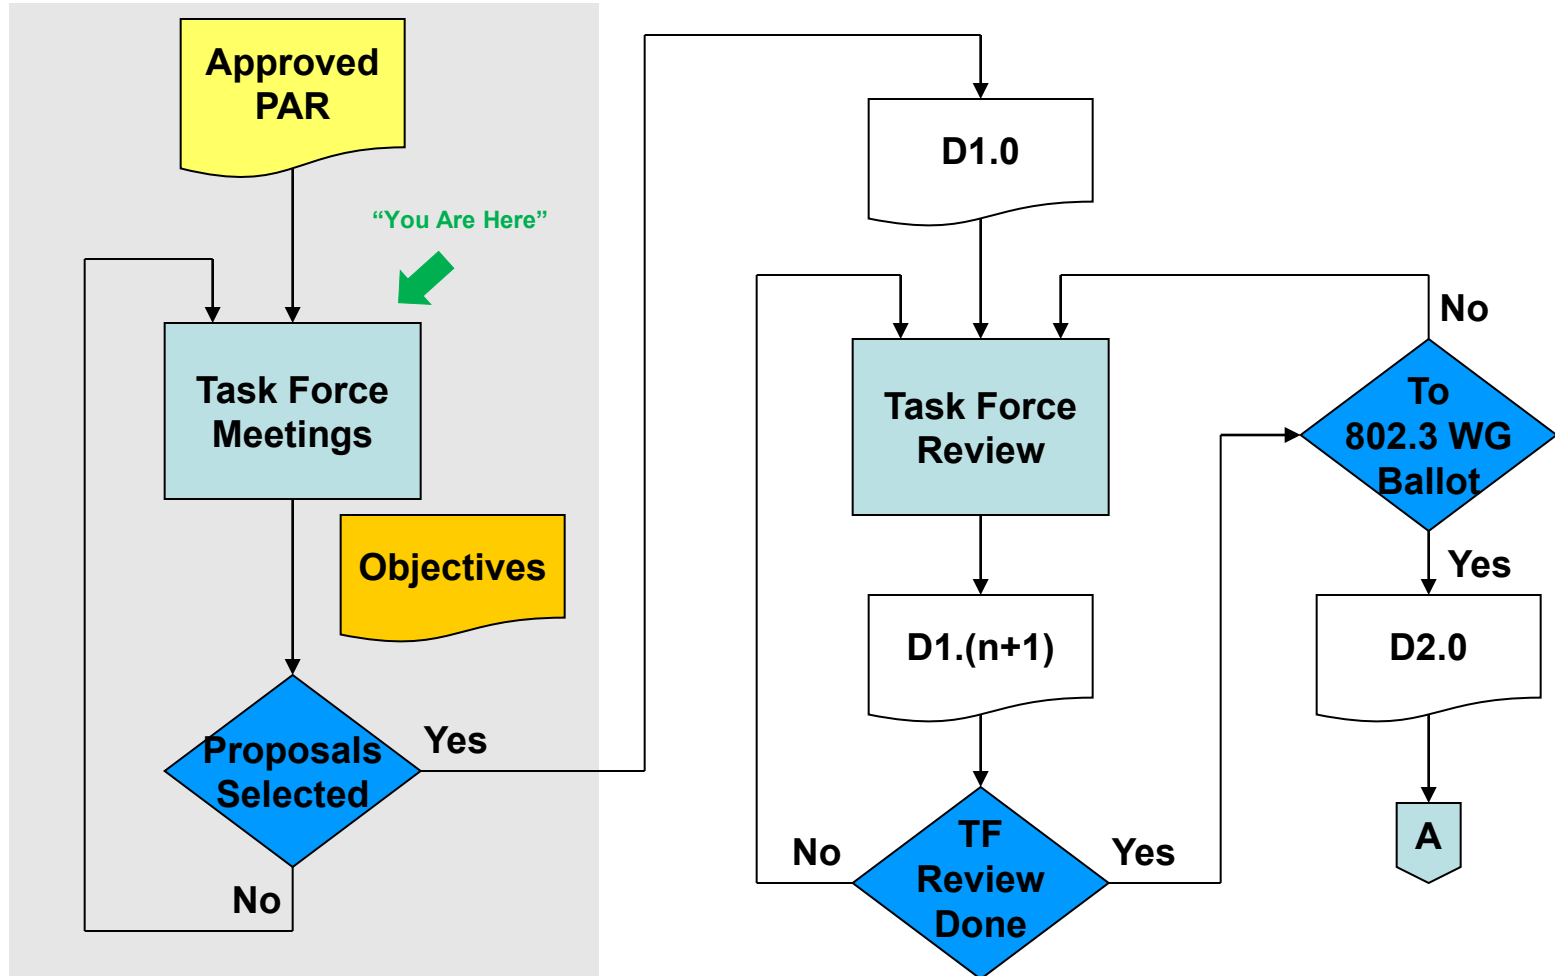 Approved
PAR
“You Are Here”
Task Force
Meetings
Objectives
Proposals
Selected
Yes
No
D1.0
Task Force
Review
D1.(n+1)
TF
Review
Done
No
Yes
To
802.3 WG
Ballot
No
Yes
D2.0
A